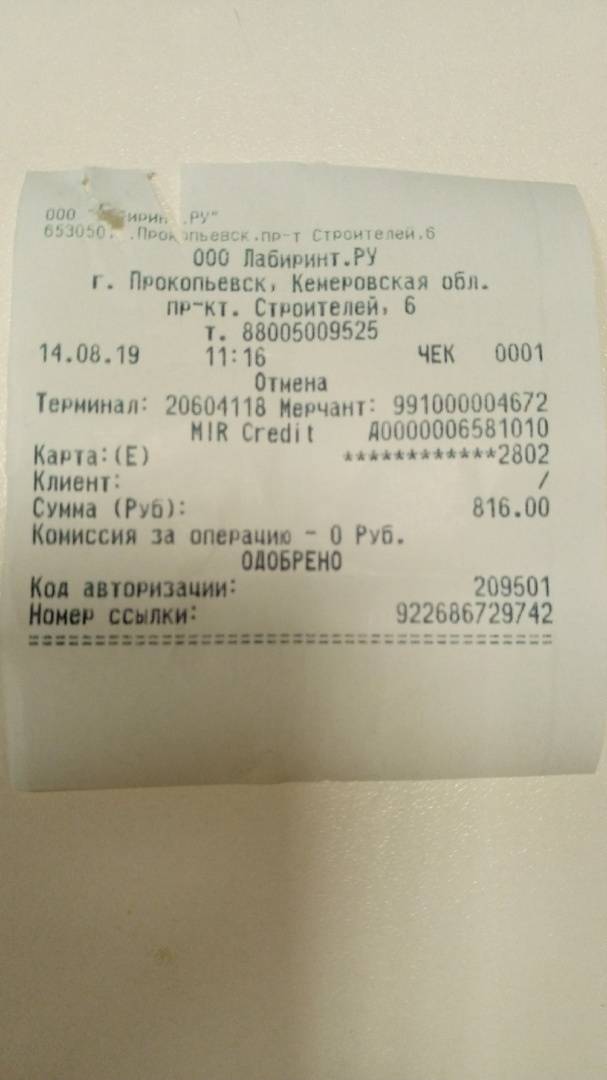 ООО .РУ"
653050, .Прокопьевск.пр-т Строителей,6
ООО Лабиринт.РУ
г. Прокопьевск, Кемеровская обл.
пр-кт. Строителей, 6
т. 88005009525
14.08.19 11:16 ЧЕК 0001
Отмена
Терминал: 20604118 Мерчант: 991000004672
MIR Credit A0000006581010
Карта:(E) ************2802
Клиент: /
Сумма (Руб): 816.00
Комиссия за операцию - 0 Руб.
ОДОБРЕНО
Код авторизации: 209501
Номер ссылки: 922686729742
==================================